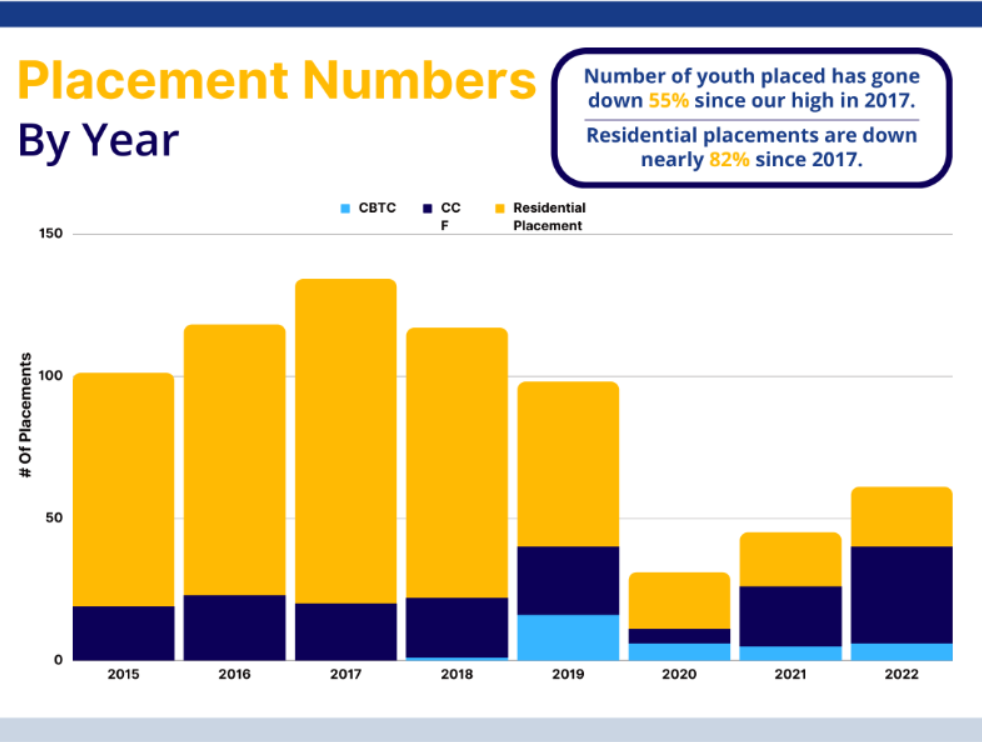 Placement Numbers
By Year
Number of youth placed has gone
down 55% since our high in 2017.
Residential placements are down
nearly 82% since 2017.
CBTC
CC
F
Residential
Placement
# Of Placements
150
100
50
0
2015 2016 2017 2018 2019 2020 2021 2022